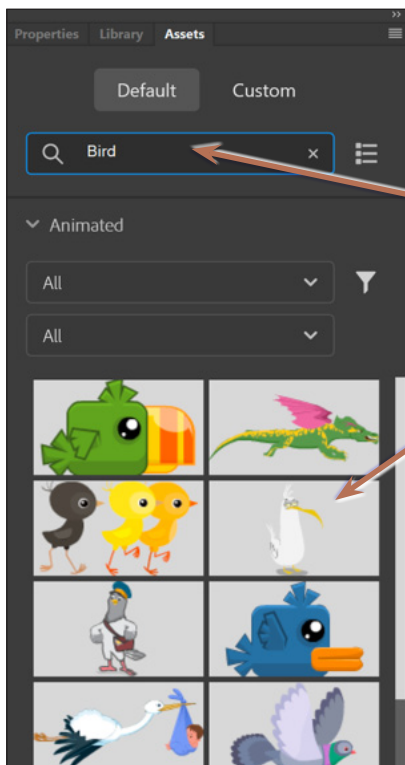 Properties Library Assets
Default Custom
Bird
Animated
All
All